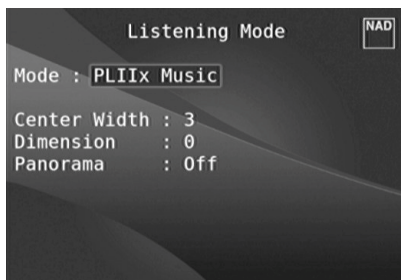 Listening Mode
NAD
Mode : PLIIx Music
Center Width : 3
Dimension : 0
Panorama : Off